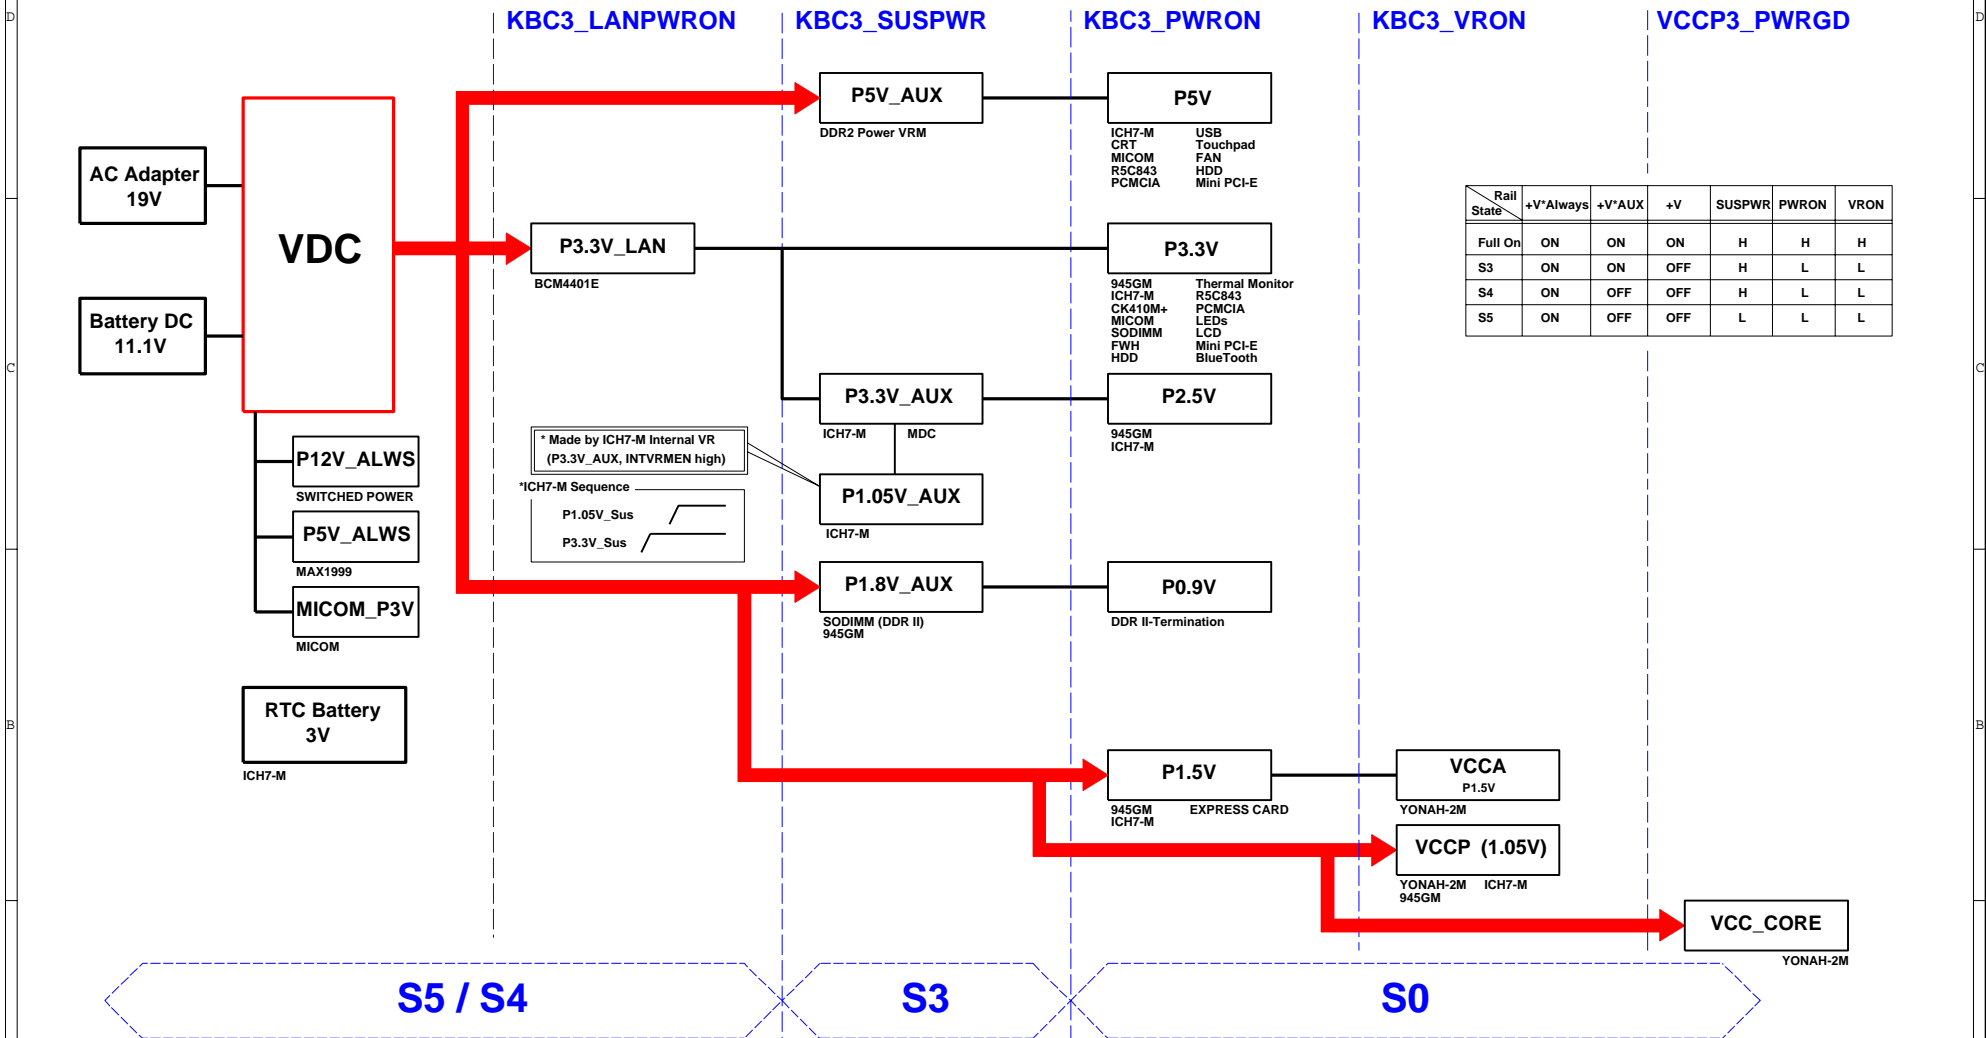 D
D
KBC3_LANPWRON
KBC3_SUSPWR
KBC3_PWRON
KBC3_VRON
VCCP3_PWRGD
AC Adapter
19V
Battery DC
11.1V
VDC
P12V_ALWS
SWITCHED POWER
P5V_ALWS
MAX1999
MICOM_P3V
MICOM
RTC Battery
3V
ICH7-M
P3.3V_LAN
BCM4401E
* Made by ICH7-M Internal VR
(P3.3V_AUX, INTVRMEN high)
*ICH7-M Sequence
P1.05V_Sus
P3.3V_Sus
P5V_AUX
DDR2 Power VRM
P3.3V_AUX
ICH7-M MDC
P1.05V_AUX
ICH7-M
P1.8V_AUX
SODIMM (DDR II)
945GM
P5V
ICH7-M USB
CRT Touchpad
MICOM FAN
R5C843 HDD
PCMCIA Mini PCI-E
P3.3V
945GM Thermal Monitor
ICH7-M R5C843
CK410M+ PCMCIA
MICOM LEDs
SODIMM LCD
FWH Mini PCI-E
HDD BlueTooth
P2.5V
945GM
ICH7-M
P0.9V
DDR II-Termination
P1.5V
945GM EXPRESS CARD
ICH7-M
VCCA
P1.5V
YONAH-2M
VCCP (1.05V)
YONAH-2M ICH7-M
945GM
VCC_CORE
YONAH-2M
Rail
State +V*Always +V*AUX +V SUSPWR PWRON VRON
Full On ON ON ON H H H
S3 ON ON OFF H L L
S4 ON OFF OFF H L L
S5 ON OFF OFF L L L
C
C
B
B
S5 / S4
S3
S0